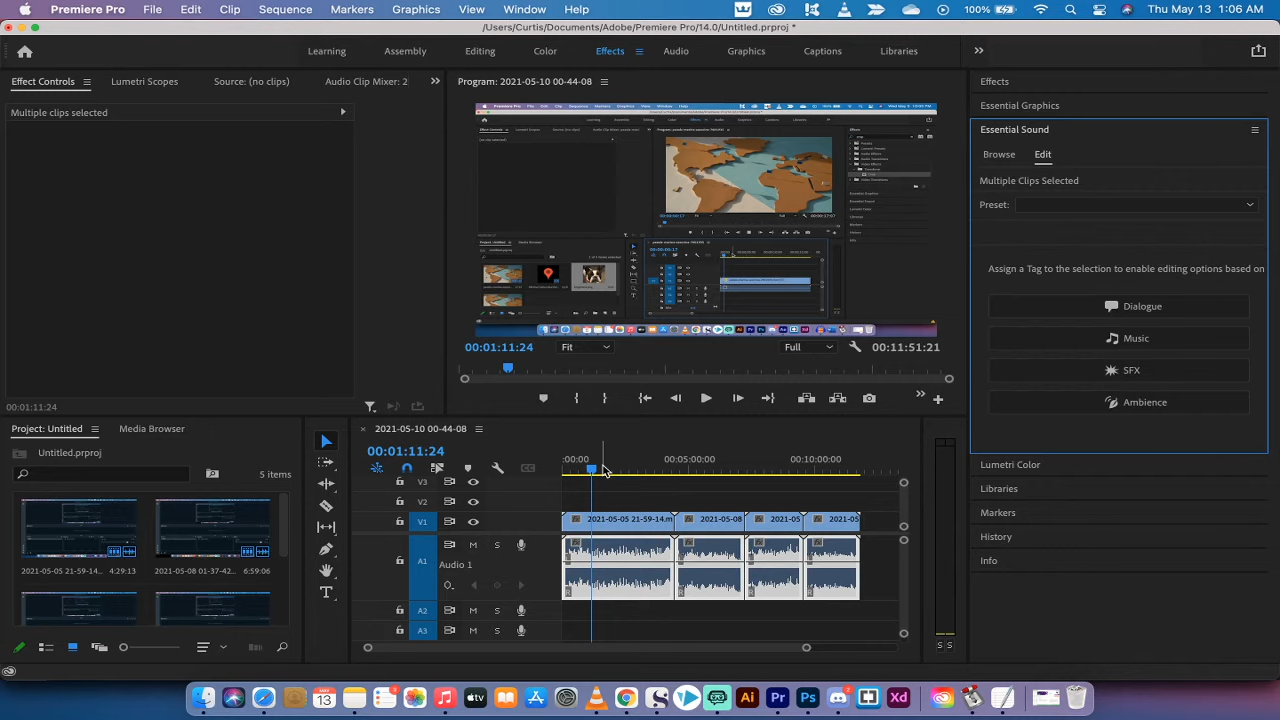 Premiere Pro File Edit Clip Sequence Markers Graphics View Window Help 100% Thu May 13 1:06 AM
/Users/Curtis/Documents/Adobe/Premiere Pro/14.0/Untitled.prproj *
Learning Assembly Editing Color Effects Audio Graphics Captions Libraries
Effect Controls Lumetri Scopes Source: (no clips) Audio Clip Mixer: 2 Program: 2021-05-10 00-44-08 Effects
Multiple clips selected Essential Graphics
Essential Sound
Browse Edit
Multiple Clips Selected
Preset:
Assign a Tag to the selection to enable editing options based on
Dialogue
Music
00:01:11:24 Fit Full 00:11:51:21
SFX
Ambience
00:01:11:24
Project: Untitled Media Browser 2021-05-10 00-44-08
Untitled.prproj 00:01:11:24 :00:00 00:05:00:00 00:10:00:00 Lumetri Color
5 items
V3 Libraries
V2 Markers
V1 2021-05-05 21-59-14.m 2021-05-08 2021-05 2021-05
History
A1 M S
Audio 1 Info
2021-05-05 21-59-14... 4:29:13 2021-05-08 01-37-42... 6:59:06
R R R R
A2 M S
A3 M S
S S
tv Ai Pr Ps Xd